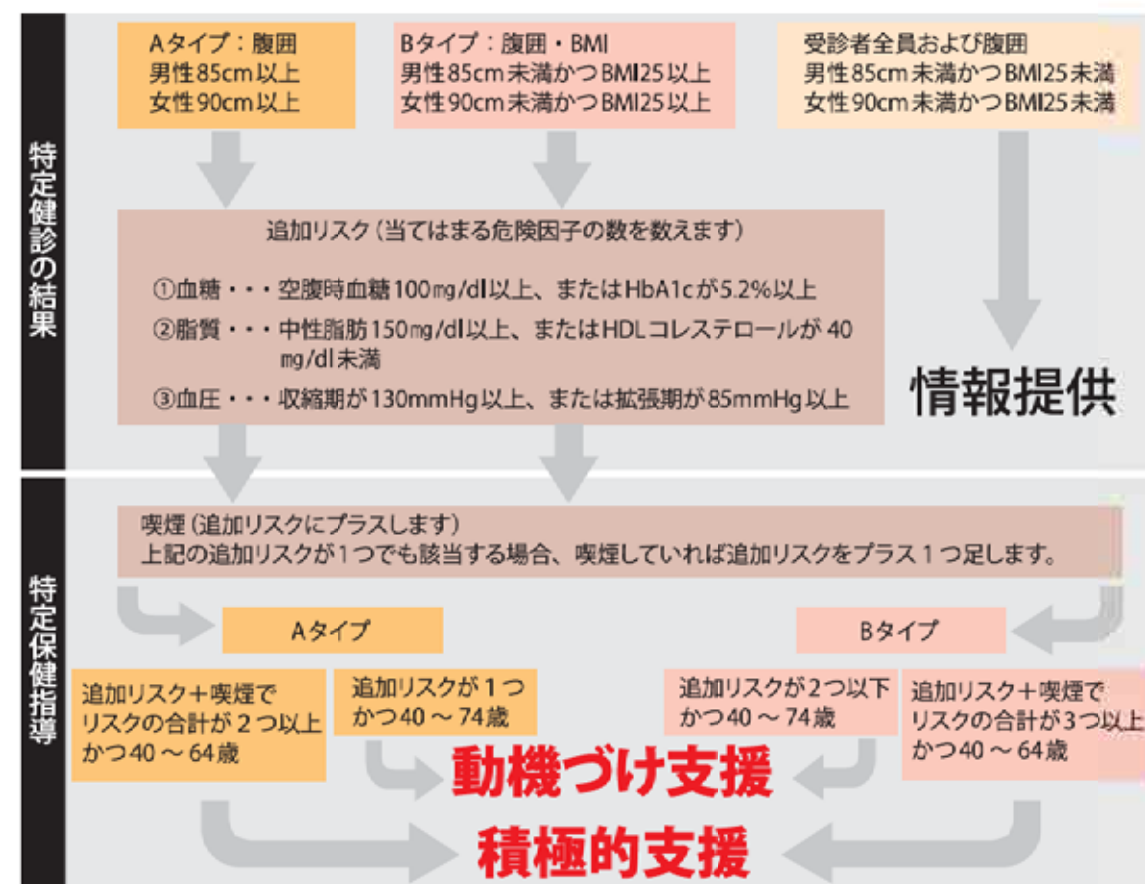 特定健診の結果
Aタイプ：腹囲
男性85cm以上
女性90cm以上
Bタイプ：腹囲・BMI
男性85cm未満かつBMI25以上
女性90cm未満かつBMI25以上
受診者全員および腹囲
男性85cm未満かつBMI25未満
女性90cm未満かつBMI25未満
追加リスク（当てはまる危険因子の数を数えます）
①血糖・・・空腹時血糖100㎎/dl以上、またはHbA1cが5.2%以上
②脂質・・・中性脂肪150㎎/dl以上、またはHDLコレステロールが 40
㎎/dl未満
③血圧・・・収縮期が130mmHg以上、または拡張期が85mmHg以上
情報提供
特定保健指導
喫煙（追加リスクにプラスします）
上記の追加リスクが1つでも該当する場合、喫煙していれば追加リスクをプラス1つ足します。
Aタイプ
Bタイプ
追加リスク＋喫煙で
リスクの合計が2つ以上
かつ40～64歳
追加リスクが1つ
かつ40～74歳
追加リスクが2つ以下
かつ40～74歳
追加リスク＋喫煙で
リスクの合計が3つ以上
かつ40～64歳
動機づけ支援
積極的支援